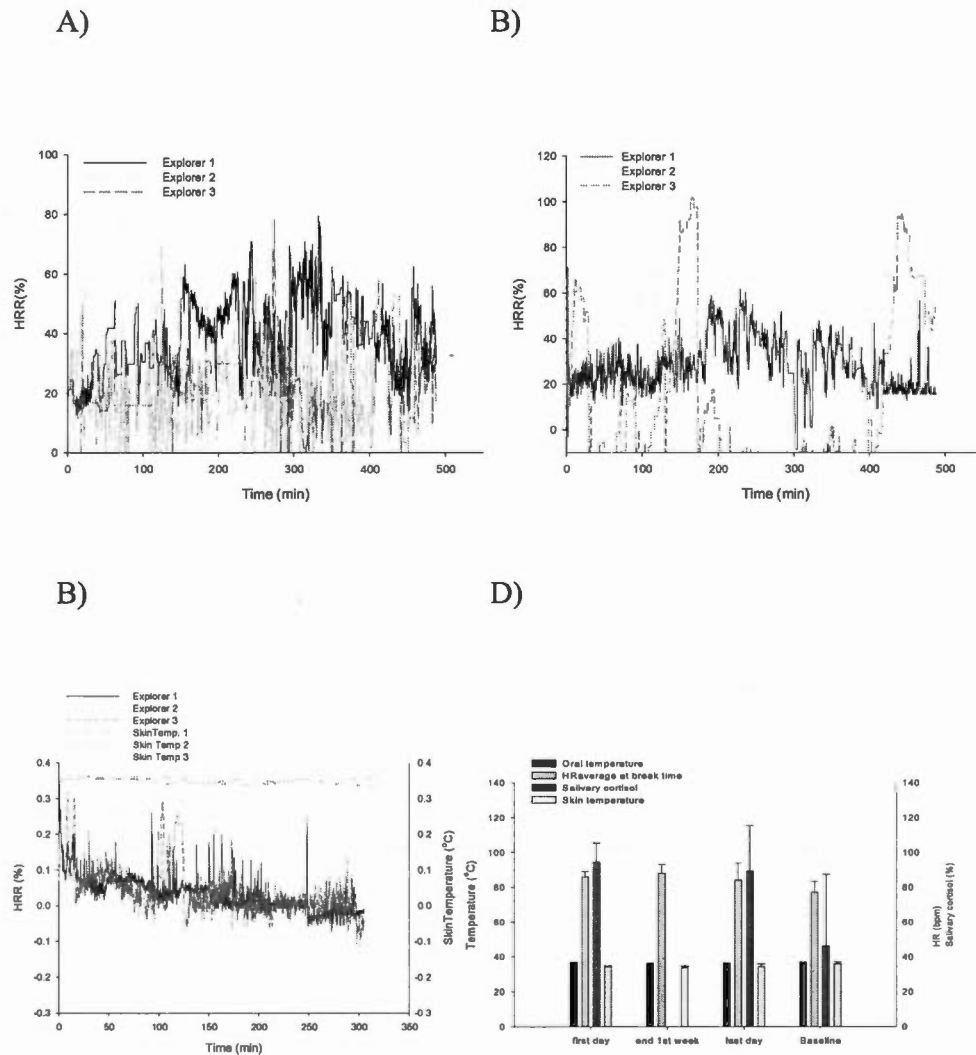 A)
B)
100
80
60
40
20
0
HRR(%)
Explorer 1
Explorer 2
Explorer 3
0 100 200 300 400 500
Time (min)
120
100
80
60
40
20
0
HRR(%)
Explorer 1
Explorer 2
Explorer 3
0 100 200 300 400 500
Time (min)
B)
D)
Explorer 1
Explorer 2
Explorer 3
SkinTemp. 1
Skin Temp 2
Skin Temp 3
0.4
0.3
0.2
0.1
0.0
-0.1
-0.2
-0.3
HRR (%)
0.4
0.3
0.2
0.1
0.0
-0.1
-0.2
-0.3
SkinTemperature (°C)
0 50 100 150 200 250 300 350
Time (min)
Oral temperature
HRaverage at break time
Salivary cortisol
Skin temperature
140
120
100
80
60
40
20
0
Temperature (°C)
140
120
100
80
60
40
20
0
HR (bpm)
Salivary cortisol (%)
first day end 1st week last day Baseline